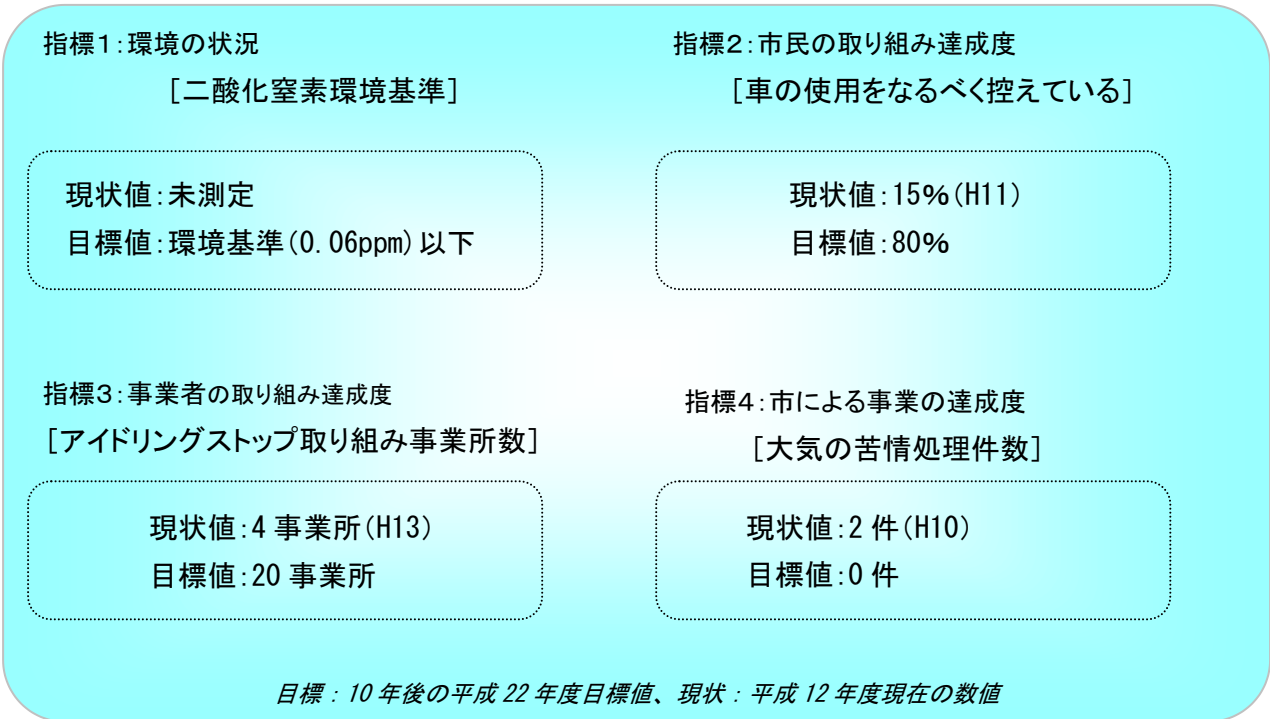 指標1:環境の状況
[二酸化窒素環境基準]
現状値:未測定
目標値:環境基準(0.06ppm)以下
指標2:市民の取り組み達成度
[車の使用をなるべく控えている]
現状値:15%(H11)
目標値:80%
指標3:事業者の取り組み達成度
[アイドリングストップ取り組み事業所数]
現状値:4 事業所(H13)
目標値:20 事業所
指標4:市による事業の達成度
[大気の苦情処理件数]
現状値:2 件(H10)
目標値:0 件
目標:10 年後の平成 22 年度目標値、現状:平成 12 年度現在の数値